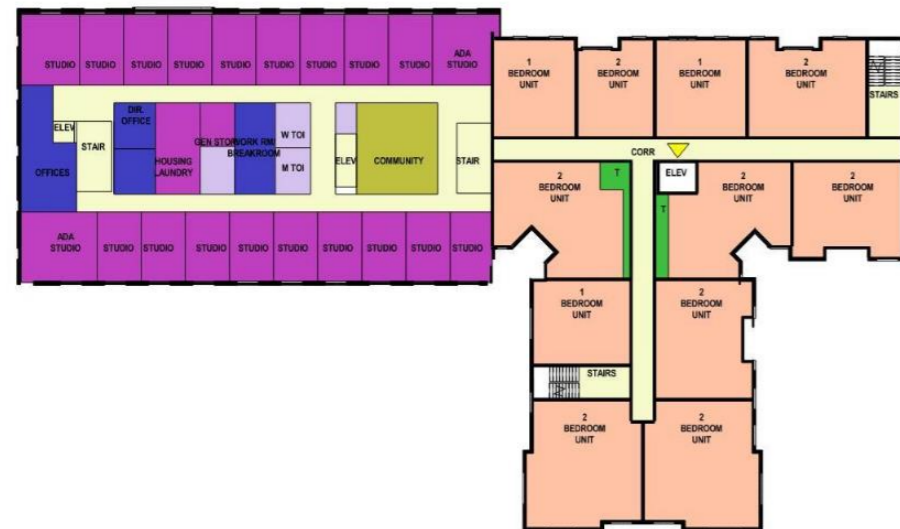 STUDIO
STUDIO
STUDIO
STUDIO
STUDIO
STUDIO
STUDIO
STUDIO
STUDIO
ADA
STUDIO
1
BEDROOM
UNIT
2
BEDROOM
UNIT
1
BEDROOM
UNIT
2
BEDROOM
UNIT
STAIRS
ELEV
STAIR
OFFICES
DIR.
OFFICE
HOUSING
LAUNDRY
GEN
BREAKROOM
W TOI
M TOI
ELEV
COMMUNITY
STAIR
CORR
2
BEDROOM
UNIT
T
ELEV
T
2
BEDROOM
UNIT
2
BEDROOM
UNIT
ADA
STUDIO
STUDIO
STUDIO
STUDIO
STUDIO
STUDIO
STUDIO
STUDIO
STUDIO
STUDIO
1
BEDROOM
UNIT
2
BEDROOM
UNIT
STAIRS
2
BEDROOM
UNIT
2
BEDROOM
UNIT